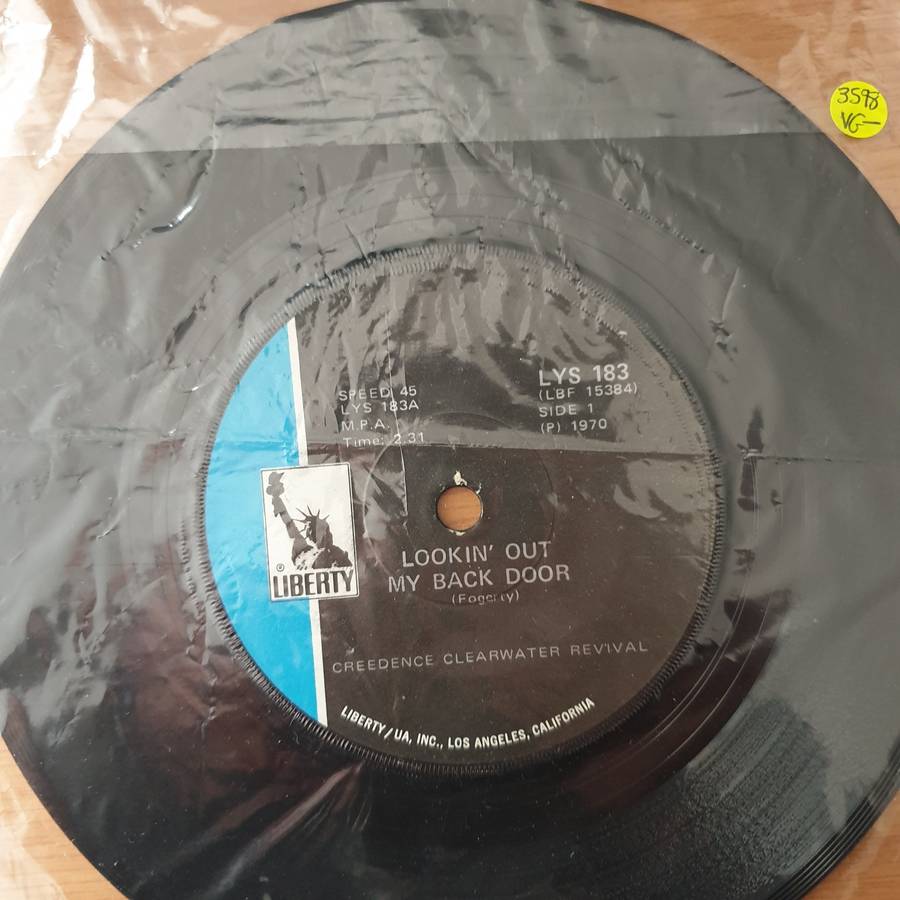 3598
VG-
SPEED 45
LYS 183A
M.P.A.
Time: 2.31
LYS 183
(LBF 15384)
SIDE 1
(P) 1970
® LIBERTY
LOOKIN' OUT
MY BACK DOOR
(Fogerty)
CREEDENCE CLEARWATER REVIVAL
LIBERTY/UA, INC., LOS ANGELES, CALIFORNIA